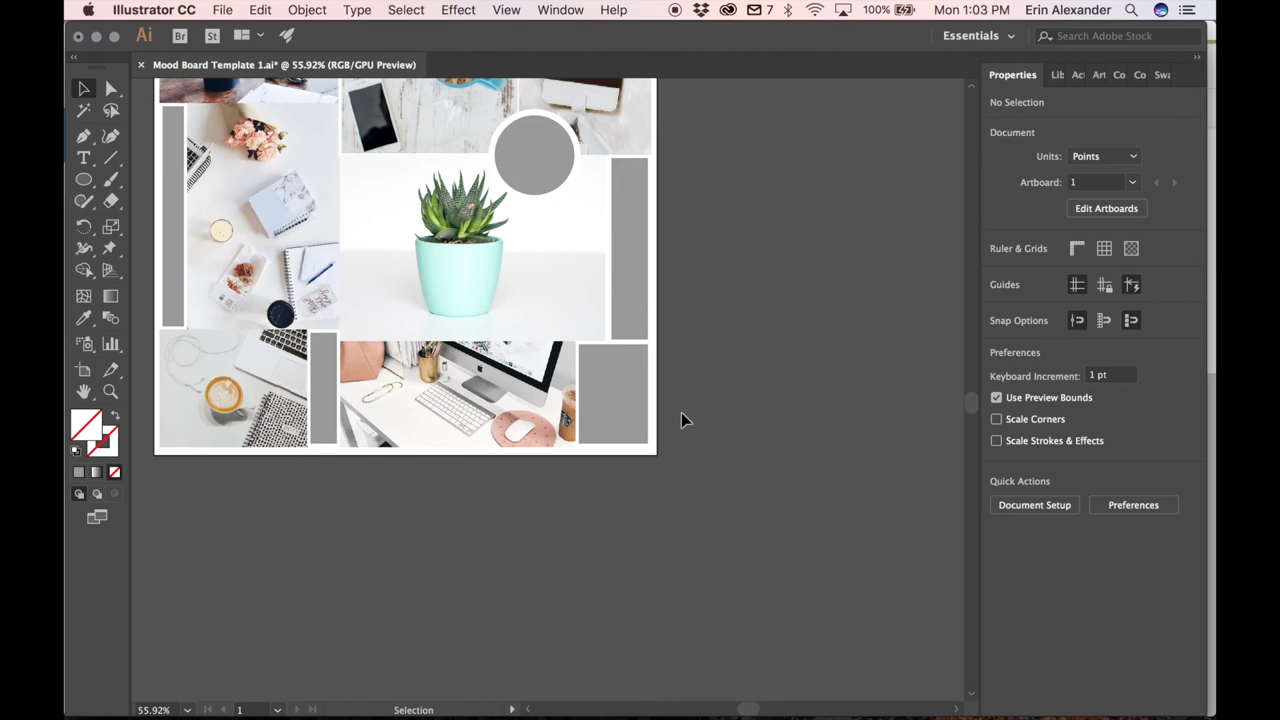 Illustrator CC File Edit Object Type Select Effect View Window Help 7 100% Mon 1:03 PM Erin Alexander
Ai Br St Essentials Search Adobe Stock
× Mood Board Template 1.ai* @ 55.92% (RGB/GPU Preview)
Properties Lib Act Art Co Co Swa
No Selection
Document
Units: Points
Artboard: 1
Edit Artboards
Ruler & Grids
Guides
Snap Options
Preferences
Keyboard Increment: 1 pt
Use Preview Bounds
Scale Corners
Scale Strokes & Effects
Quick Actions
Document Setup Preferences
55.92% 1 Selection